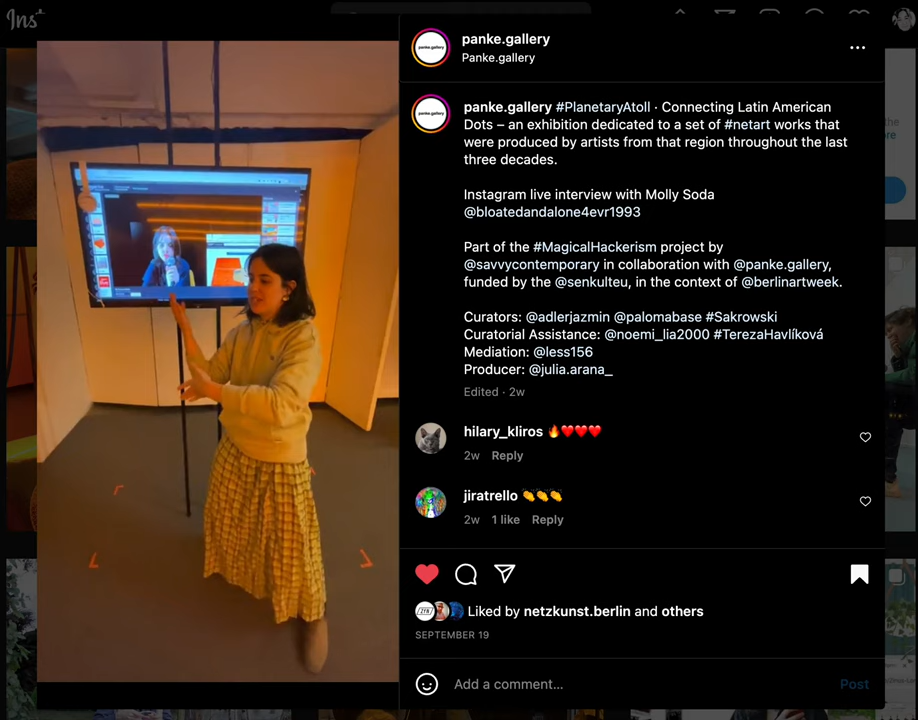 panke.gallery
Panke.gallery
panke.gallery #PlanetaryAtoll · Connecting Latin American
Dots – an exhibition dedicated to a set of #netart works that
were produced by artists from that region throughout the last
three decades.
Instagram live interview with Molly Soda
@bloatedandalone4evr1993
Part of the #MagicalHackerism project by
@savvycontemporary in collaboration with @panke.gallery,
funded by the @senkulteu, in the context of @berlinartweek.
Curators: @adlerjazmin @palomabase #Sakrowski
Curatorial Assistance: @noemi_lia2000 #TerezaHavlíková
Mediation: @less156
Producer: @julia.arana_
Edited · 2w
hilary_kliros 🔥❤️❤️❤️
2w Reply
jiratrello 👏👏👏
2w 1 like Reply
Liked by netzkunst.berlin and others
SEPTEMBER 19
Add a comment...
Post